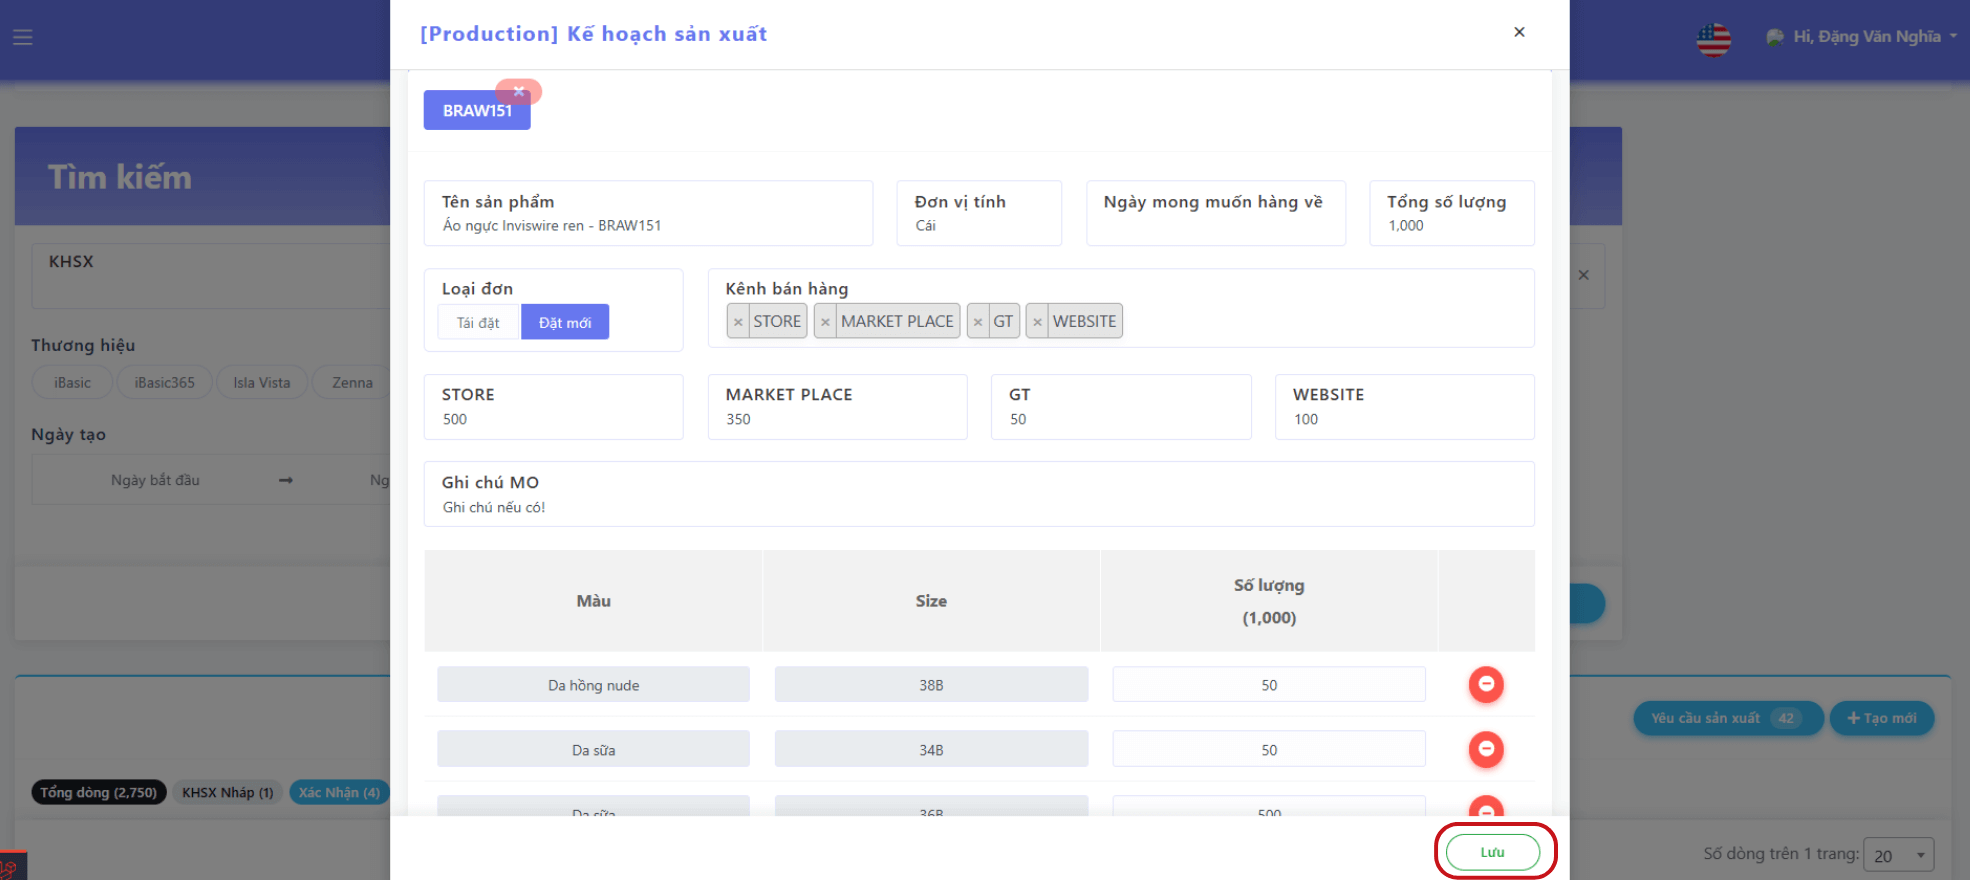 [Production] Kế hoạch sản xuất
×
Hi, Đặng Văn Nghĩa
BRAW151
×
Tìm kiếm
Tên sản phẩm
Áo ngực Inviswire ren - BRAW151
Đơn vị tính
Cái
Ngày mong muốn hàng về
Tổng số lượng
1,000
KHSX
×
Loại đơn
Tái đặt
Đặt mới
Kênh bán hàng
× STORE × MARKET PLACE × GT × WEBSITE
Thương hiệu
iBasic iBasic365 Isla Vista Zenna
STORE
500
MARKET PLACE
350
GT
50
WEBSITE
100
Ngày tạo
Ngày bắt đầu → Ng
Ghi chú MO
Ghi chú nếu có!
Màu Size Số lượng
(1,000)
Da hồng nude 38B 50
Da sữa 34B 50
Da sữa 36B 500
Yêu cầu sản xuất 42
+ Tạo mới
Tổng dòng (2,750) KHSX Nháp (1) Xác Nhận (4)
Lưu
Số dòng trên 1 trang: 20